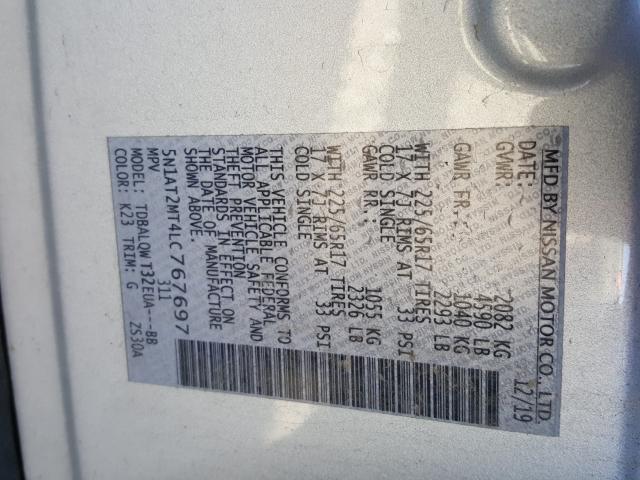 MFD BY NISSAN MOTOR CO., LTD.
DATE: 12/19
GVWR: 2082 KG
4590 LB
GAWR FR.: 1040 KG
2293 LB
WITH 225/65R17 TIRES
17 X 7J RIMS AT 33 PSI
COLD SINGLE
GAWR RR.: 1055 KG
2326 LB
WITH 225/65R17 TIRES
17 X 7J RIMS AT 33 PSI
COLD SINGLE
THIS VEHICLE CONFORMS TO
ALL APPLICABLE FEDERAL
MOTOR VEHICLE SAFETY AND
THEFT PREVENTION
STANDARDS IN EFFECT ON
THE DATE OF MANUFACTURE
SHOWN ABOVE.
5N1AT2MT4LC767697
MPV 311
MODEL: TDBALQWT32EUA---BB
COLOR: K23 TRIM: G ZS30A